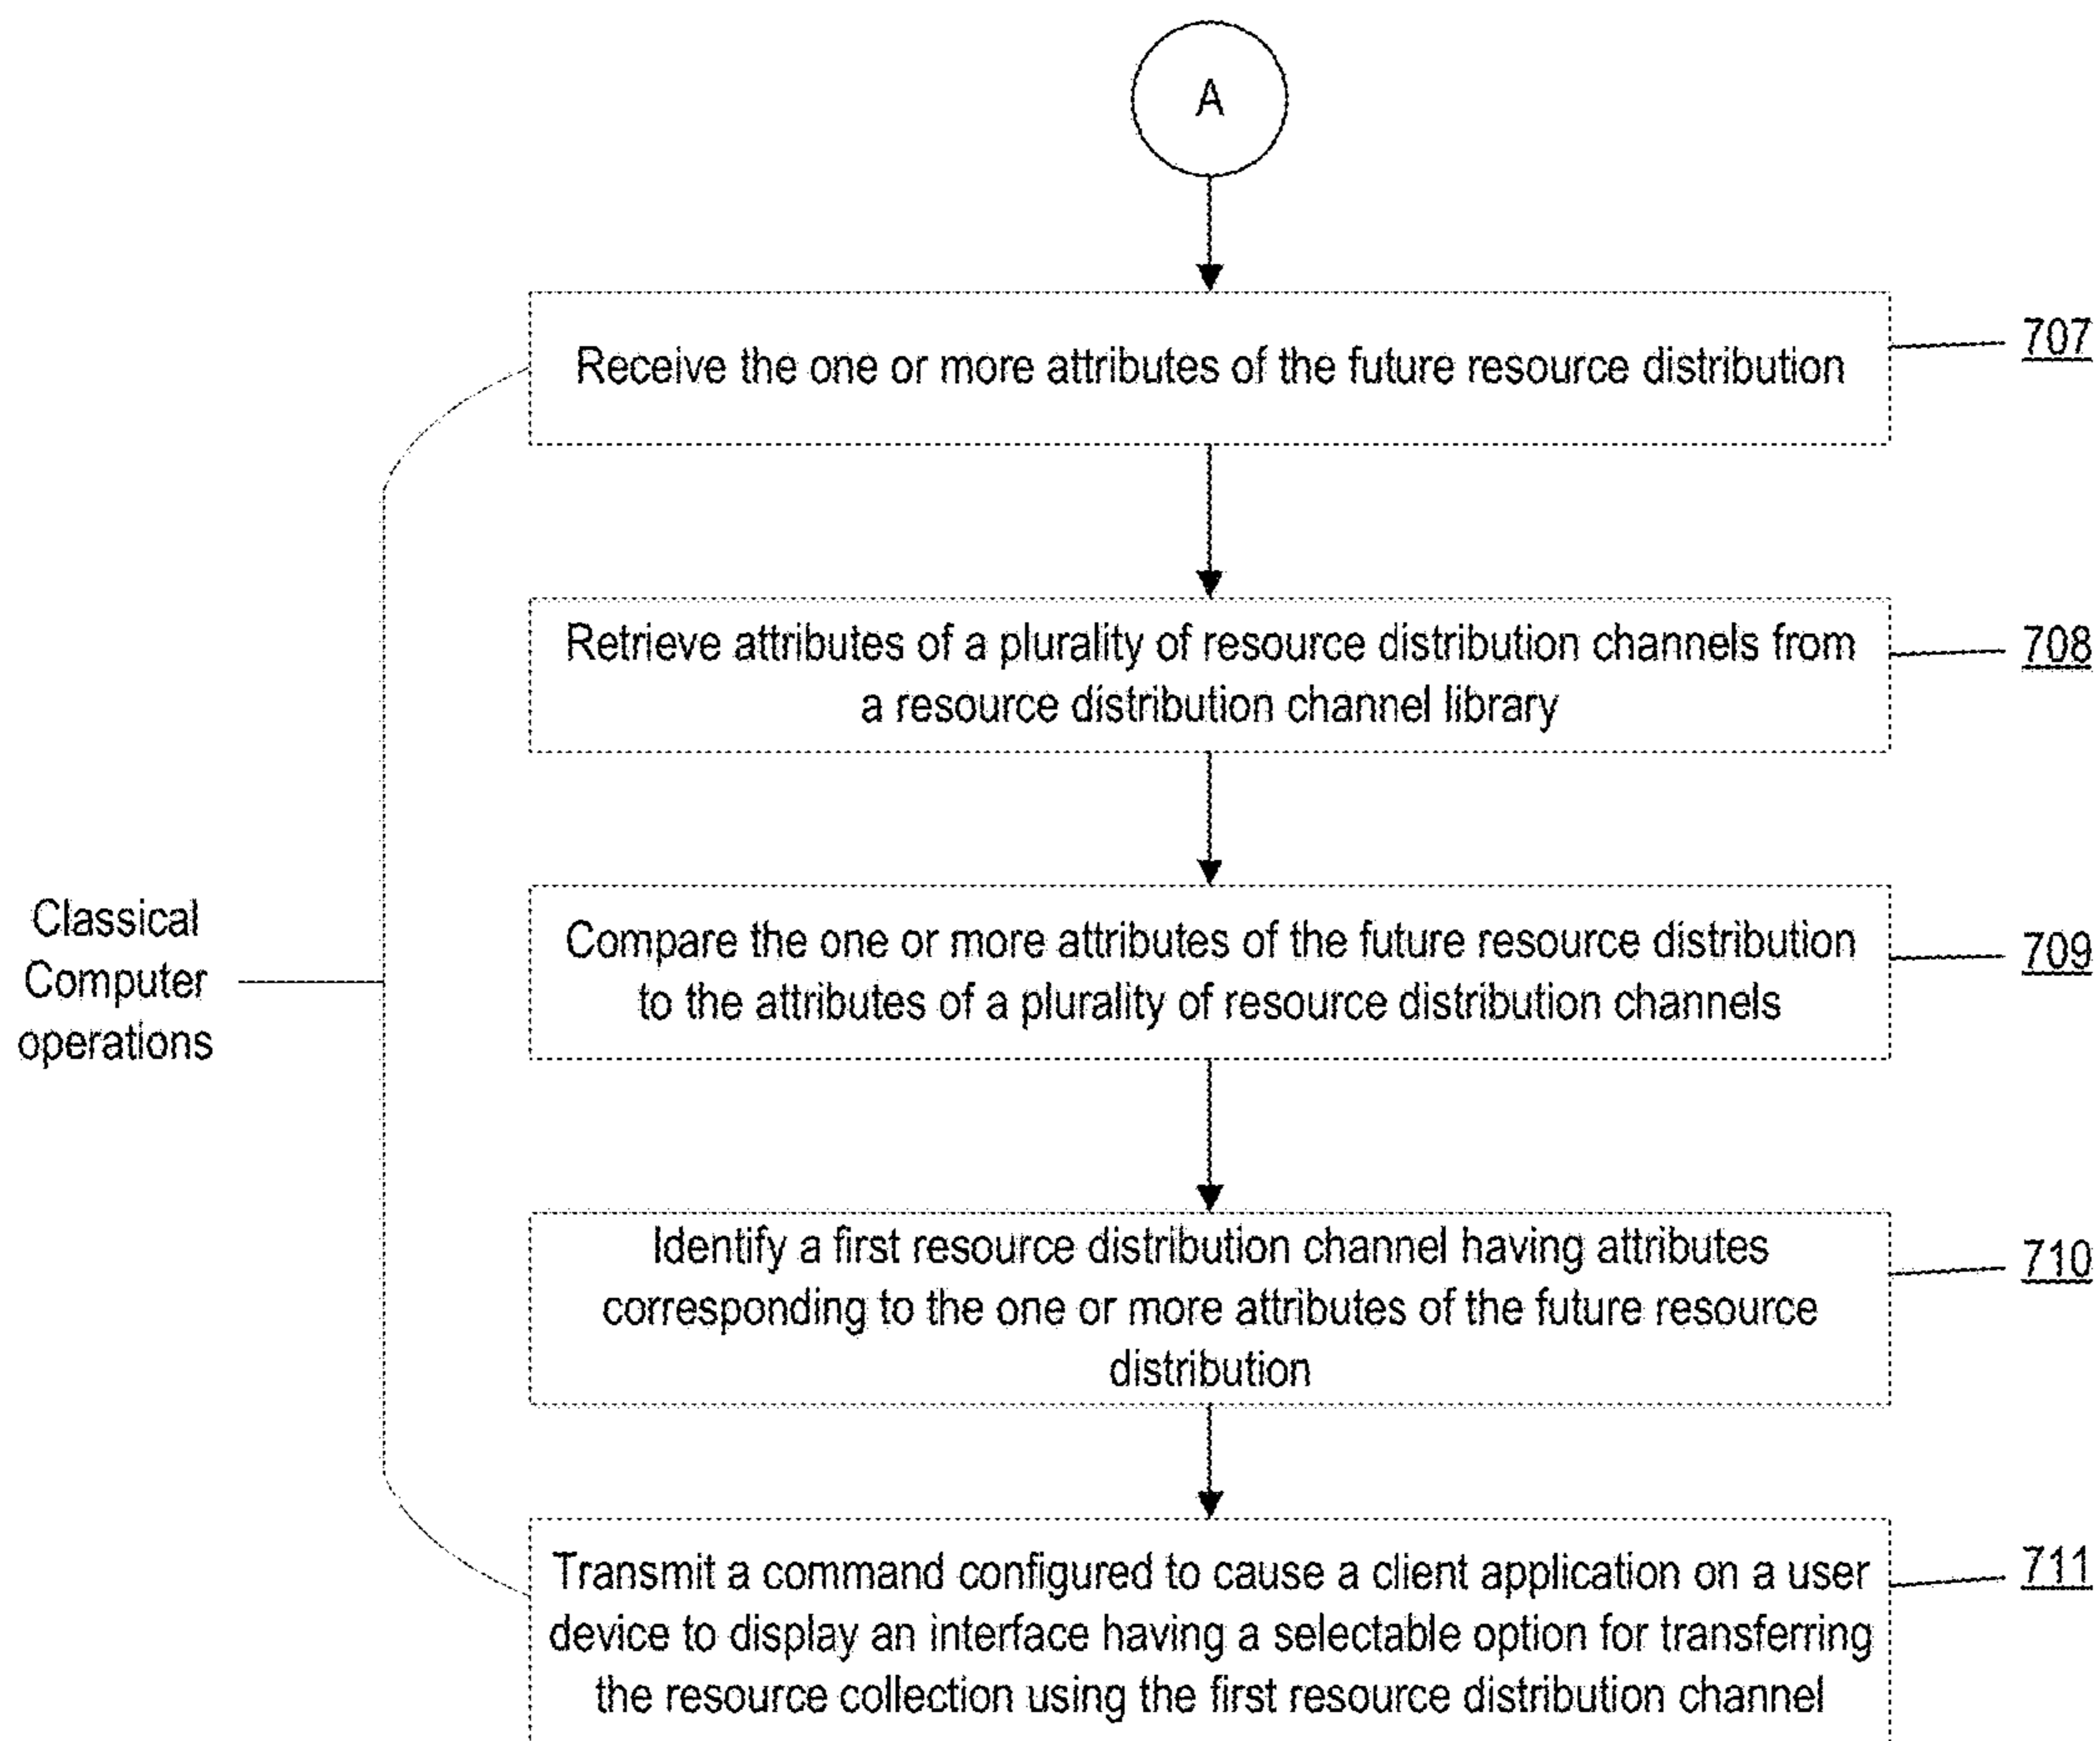 A
Receive the one or more attributes of the future resource distribution
707
Retrieve attributes of a plurality of resource distribution channels from
a resource distribution channel library
708
Classical
Computer
operations
Compare the one or more attributes of the future resource distribution
to the attributes of a plurality of resource distribution channels
709
Identify a first resource distribution channel having attributes
corresponding to the one or more attributes of the future resource
distribution
710
Transmit a command configured to cause a client application on a user
device to display an interface having a selectable option for transferring
the resource collection using the first resource distribution channel
711